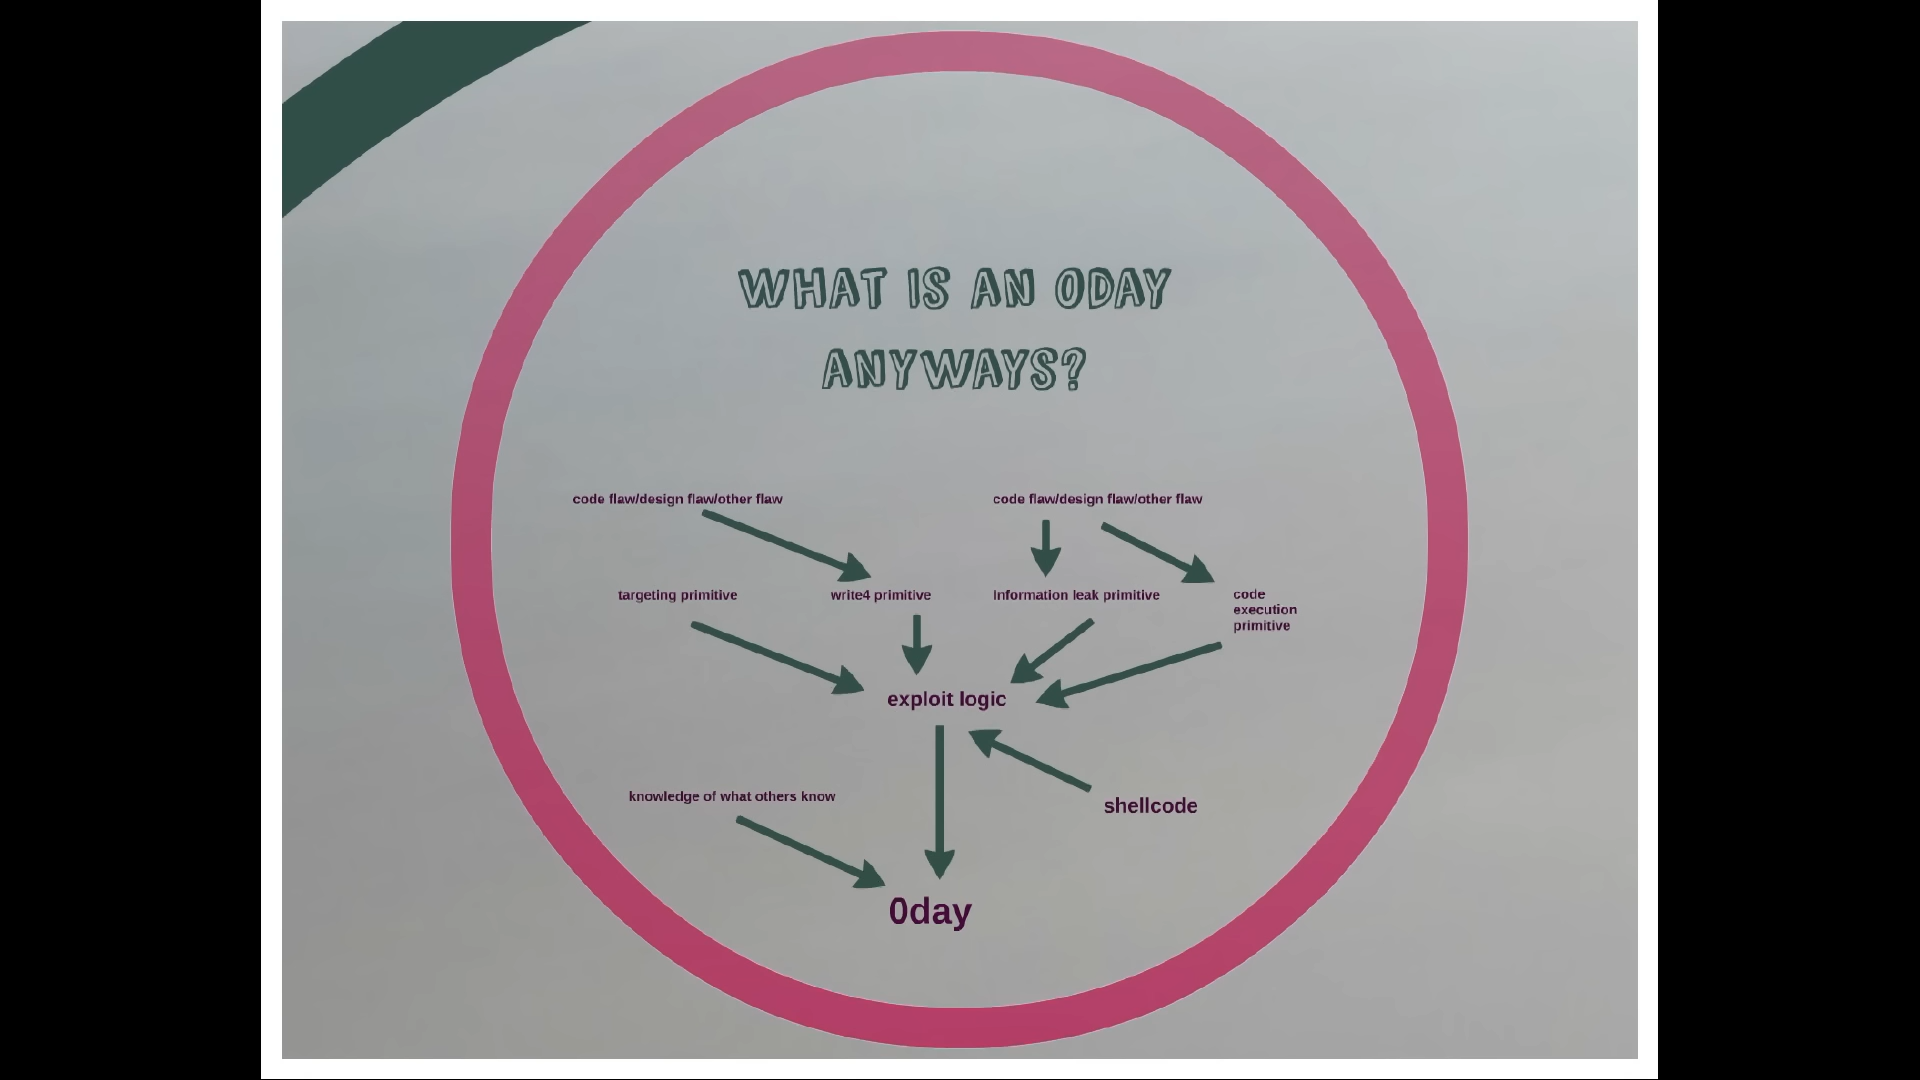 WHAT IS AN 0DAY
ANYWAYS?
code flaw/design flaw/other flaw
code flaw/design flaw/other flaw
targeting primitive
write4 primitive
Information leak primitive
code
execution
primitive
exploit logic
knowledge of what others know
shellcode
0day